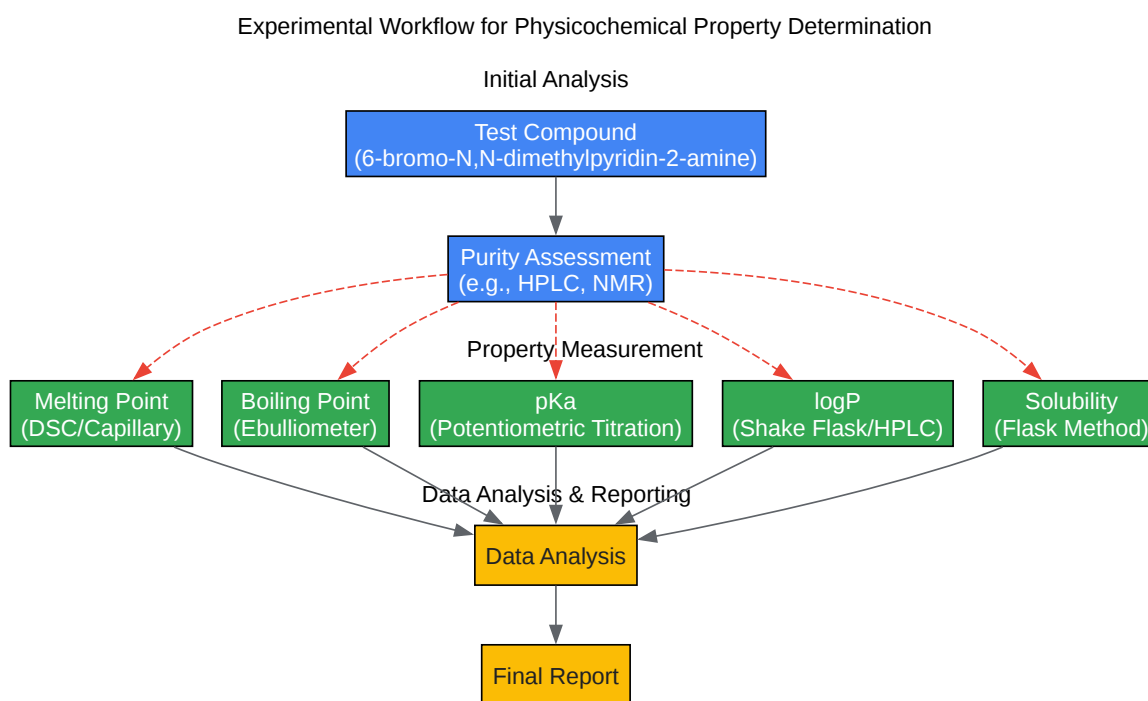 Experimental Workflow for Physicochemical Property Determination
Initial Analysis
Test Compound
(6-bromo-N,N-dimethylpyridin-2-amine)
Purity Assessment
(e.g., HPLC, NMR)
Property Measurement
Melting Point
(DSC/Capillary)
Boiling Point
(Ebulliometer)
pKa
(Potentiometric Titration)
logP
(Shake Flask/HPLC)
Solubility
(Flask Method)
Data Analysis & Reporting
Data Analysis
Final Report